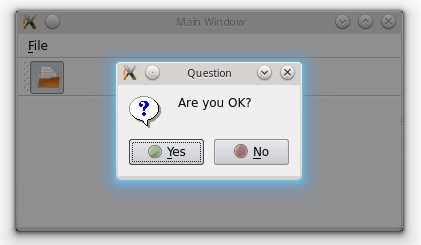 Main Window
File
Question
Are you OK?
Yes
No